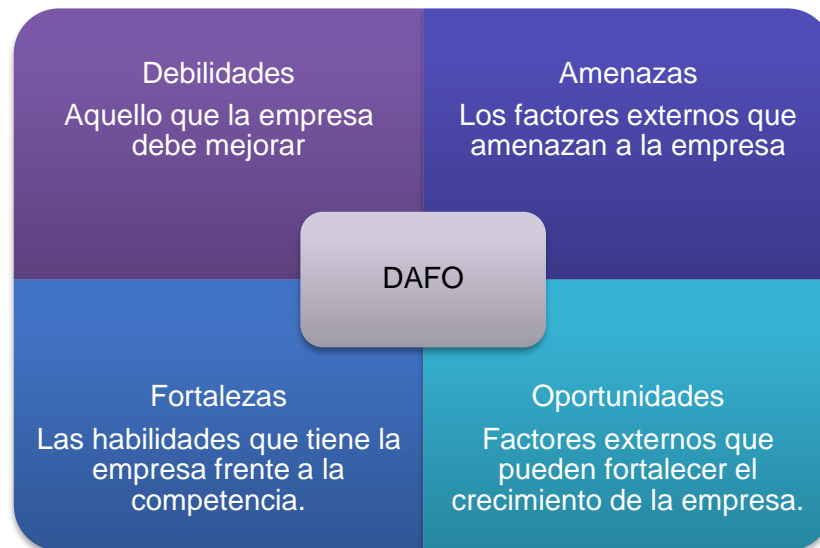 Debilidades
Aquello que la empresa
debe mejorar
Amenazas
Los factores externos que
amenazan a la empresa
DAFO
Fortalezas
Las habilidades que tiene la
empresa frente a la
competencia.
Oportunidades
Factores externos que
pueden fortalecer el
crecimiento de la empresa.